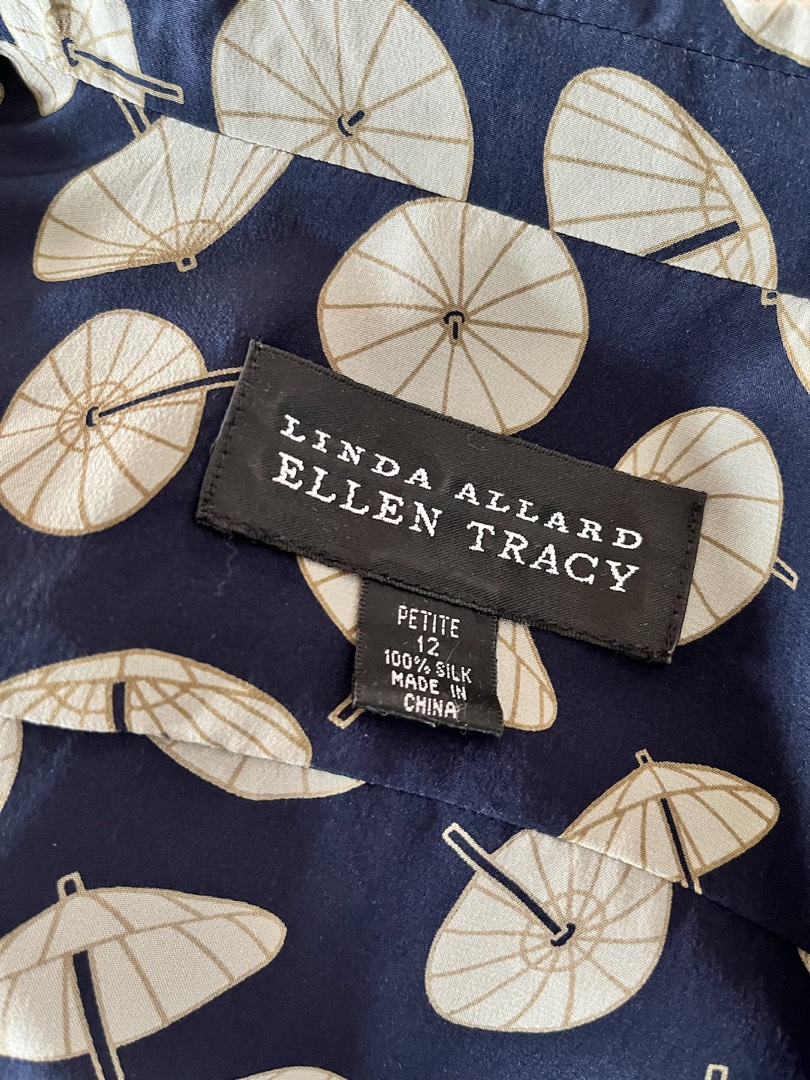 LINDA ALLARD
ELLEN TRACY
PETITE
12
100% SILK
MADE IN
CHINA